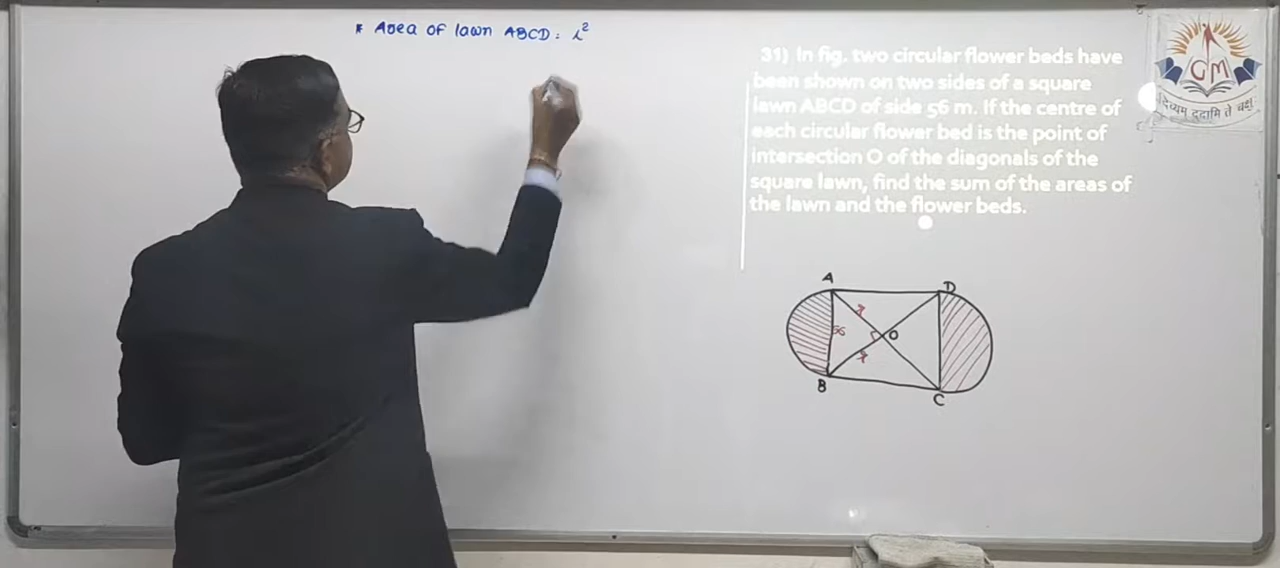 * Area of lawn ABCD = l²
31) In fig. two circular flower beds have
been shown on two sides of a square
lawn ABCD of side 56 m. If the centre of
each circular flower bed is the point of
intersection O of the diagonals of the
square lawn, find the sum of the areas of
the lawn and the flower beds.
GM
दिव्यम् ददामि ते चक्षुः
A
D
x
56
O
x
B
C